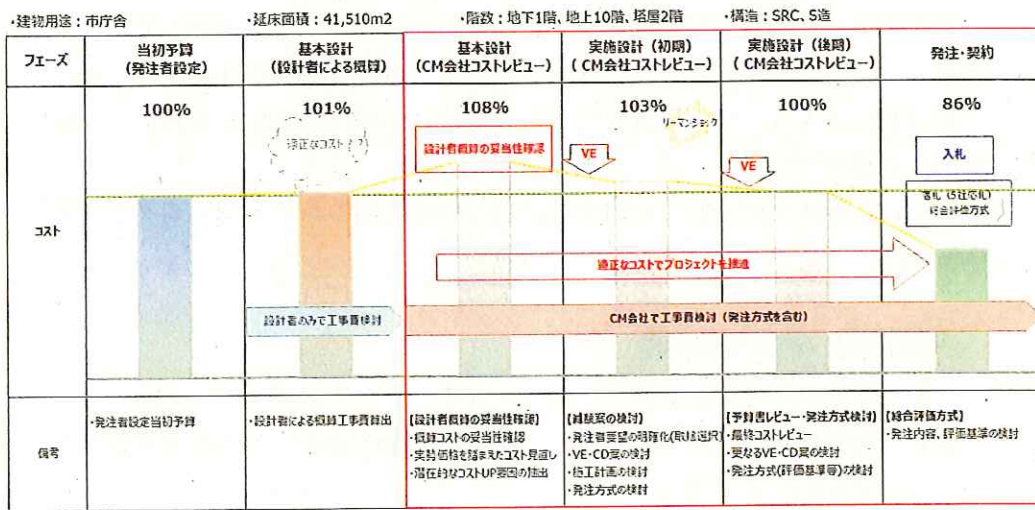 ・建物用途：市庁舎
・延床面積：41,510m2
・階数：地下1階、地上10階、塔屋2階
・構造：SRC、S造
フェーズ
当初予算
(発注者設定)
基本設計
(設計者による概算)
基本設計
(CM会社コストレビュー)
実施設計（初期）
( CM会社コストレビュー)
実施設計（後期）
( CM会社コストレビュー)
発注・契約
コスト
100%
101%
108%
103%
100%
86%
適正なコスト
設計者概算の妥当性確認
VE
リーマンショック
VE
入札
落札（5社応札）
総合評価方式
適正なコストでプロジェクトを推進
設計者のみで工事費検討
CM会社で工事費検討（発注方式を含む）
備考
・発注者設定当初予算
・設計者による概算工事費算出
【設計者概算の妥当性確認】
・概算コストの妥当性確認
・実勢価格を踏まえたコスト見直し
・潜在的なコストUP要因の抽出
【減額案の検討】
・発注者要望の明確化(取捨選択)
・VE・CD案の検討
・施工計画の検討
・発注方式の検討
【予算書レビュー・発注方式検討】
・最終コストレビュー
・更なるVE・CD案の検討
・発注方式(評価基準等)の検討
【総合評価方式】
・発注内容、評価基準の検討